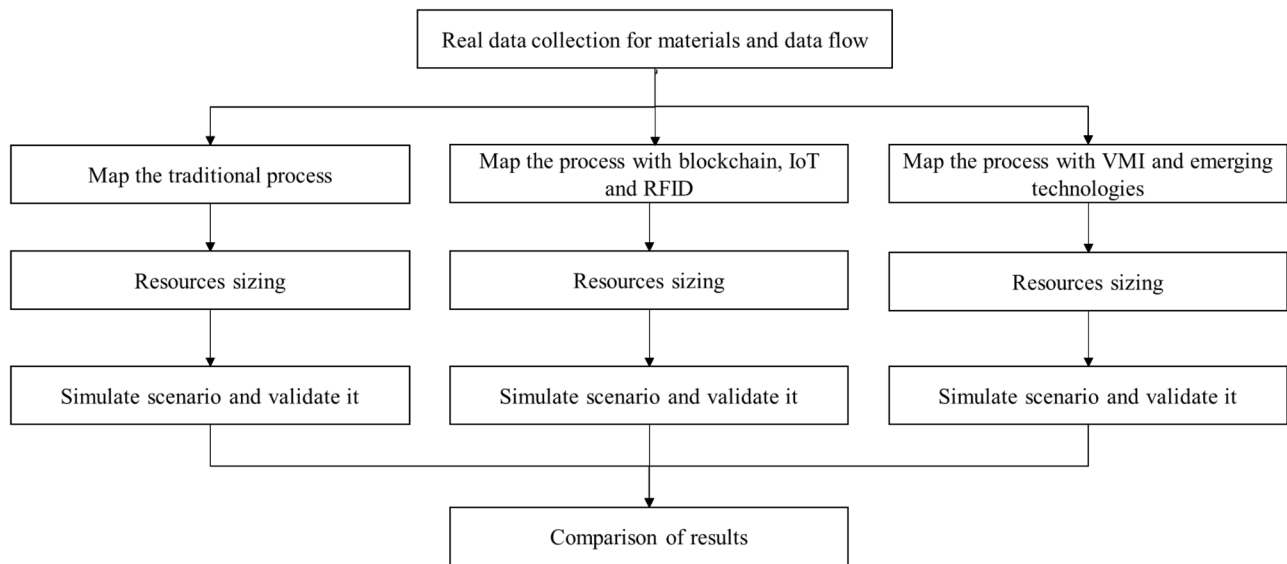 Real data collection for materials and data flow
Map the traditional process
Map the process with blockchain, IoT
and RFID
Map the process with VMI and emerging
technologies
Resources sizing
Resources sizing
Resources sizing
Simulate scenario and validate it
Simulate scenario and validate it
Simulate scenario and validate it
Comparison of results